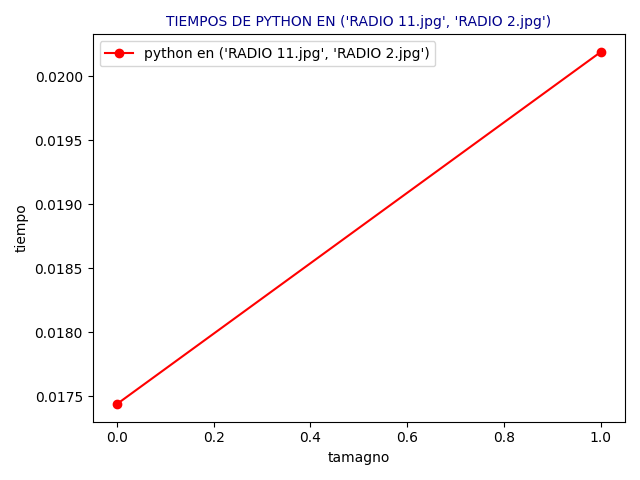 TIEMPOS DE PYTHON EN ('RADIO 11.jpg', 'RADIO 2.jpg')
python en ('RADIO 11.jpg', 'RADIO 2.jpg')
0.0200
0.0195
0.0190
0.0185
0.0180
0.0175
tiempo
0.0 0.2 0.4 0.6 0.8 1.0
tamagno